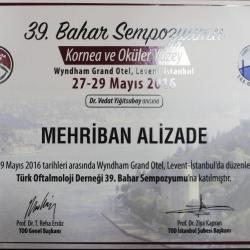 39. Bahar Sempozyumu
Kornea ve Oküler Yüzey
Wyndham Grand Otel, Levent-İstanbul
27-29 Mayıs 2016
Dr. Vedat Yiğitsubay anısına
MEHRİBAN ALİZADE
9 Mayıs 2016 tarihleri arasında Wyndham Grand Otel, Levent-İstanbul'da düzenle
Türk Oftalmoloji Derneği 39. Bahar Sempozyumu'na katılmıştır.
Prof. Dr. T. Reha Ersöz
TOD Genel Başkanı
Prof. Dr. Ziya Kapran
TOD İstanbul Şubesi Başkanı